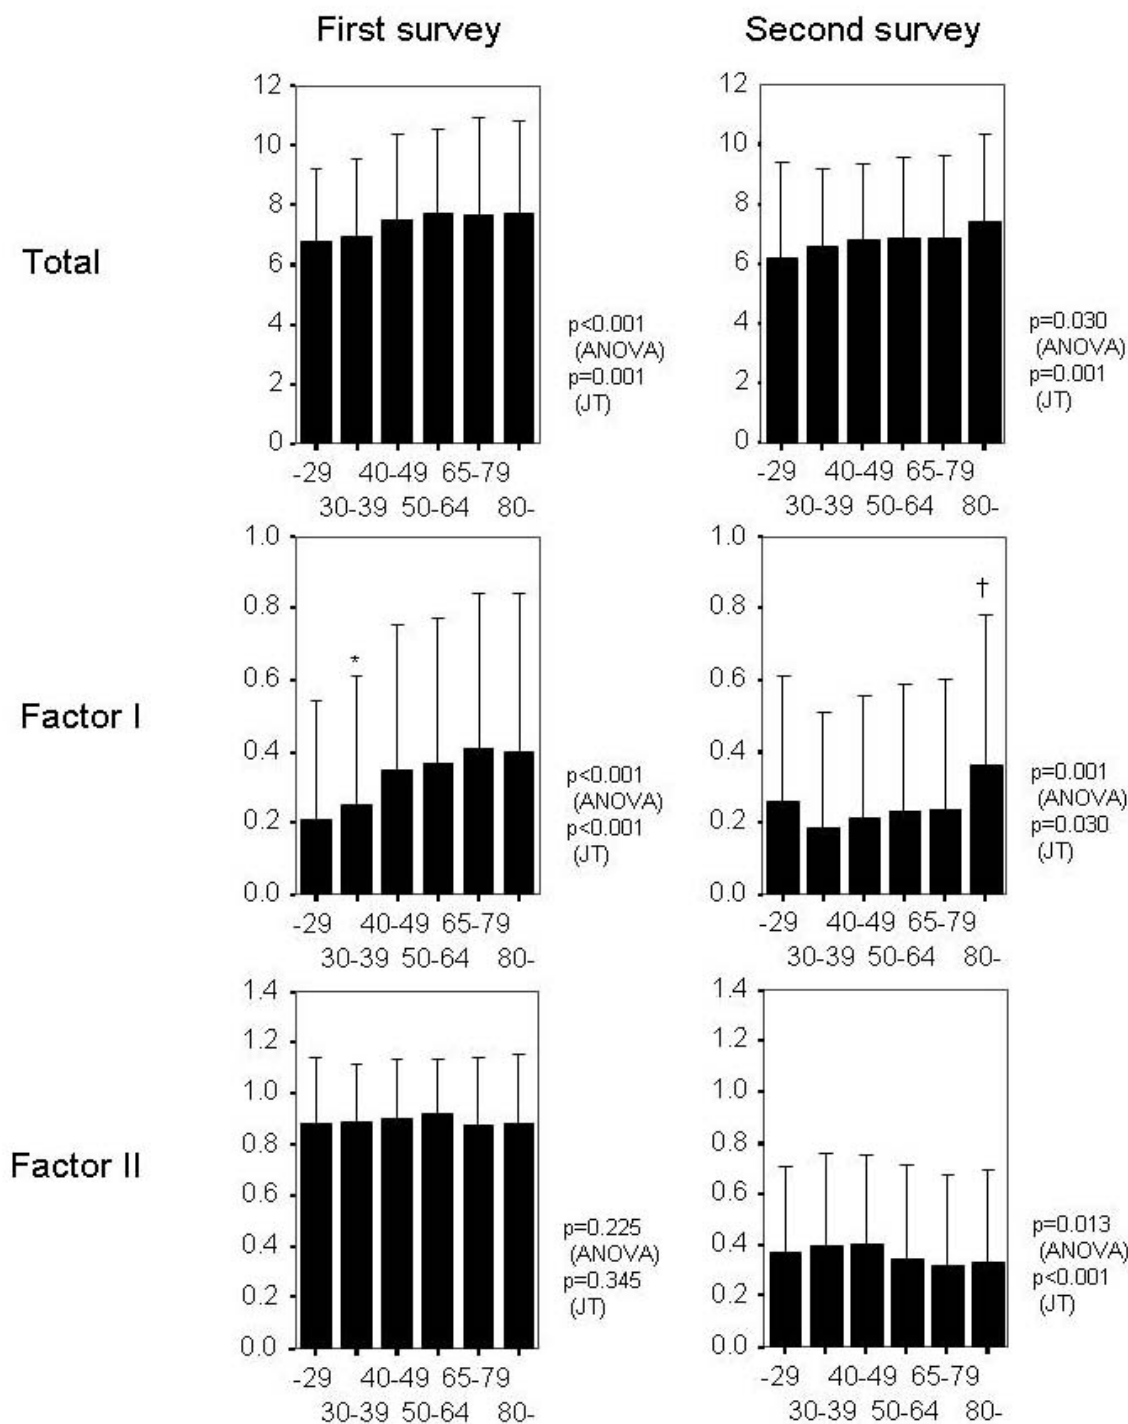 First survey
Second survey
Total
12
10
8
6
4
2
0
-29 40-49 65-79
30-39 50-64 80-
p<0.001
(ANOVA)
p=0.001
(JT)
12
10
8
6
4
2
0
-29 40-49 65-79
30-39 50-64 80-
p=0.030
(ANOVA)
p=0.001
(JT)
Factor I
1.0
0.8
0.6
0.4
0.2
0.0
*
-29 40-49 65-79
30-39 50-64 80-
p<0.001
(ANOVA)
p<0.001
(JT)
1.0
0.8
0.6
0.4
0.2
0.0
†
-29 40-49 65-79
30-39 50-64 80-
p=0.001
(ANOVA)
p=0.030
(JT)
Factor II
1.4
1.2
1.0
0.8
0.6
0.4
0.2
0.0
-29 40-49 65-79
30-39 50-64 80-
p=0.225
(ANOVA)
p=0.345
(JT)
1.4
1.2
1.0
0.8
0.6
0.4
0.2
0.0
-29 40-49 65-79
30-39 50-64 80-
p=0.013
(ANOVA)
p<0.001
(JT)